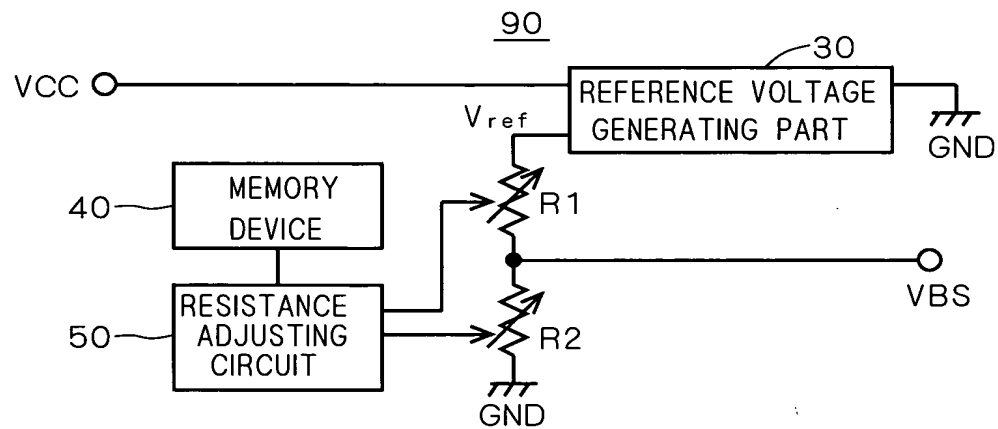 90
30
VCC
REFERENCE VOLTAGE
GENERATING PART
Vref
GND
MEMORY
DEVICE
40
R1
VBS
RESISTANCE
ADJUSTING
CIRCUIT
50
R2
GND